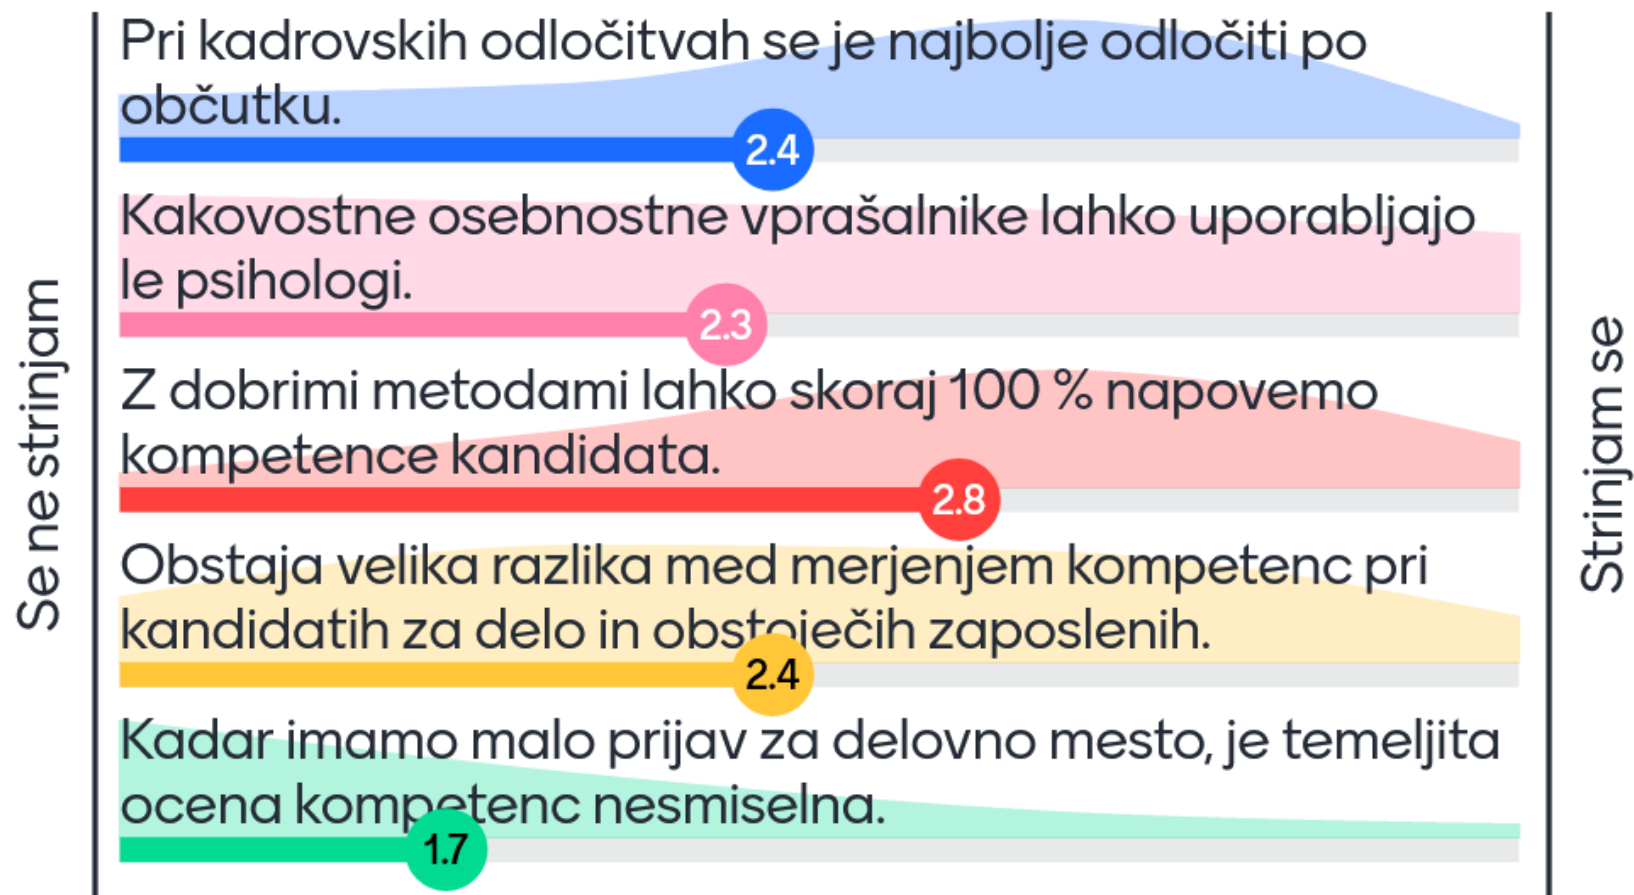 Pri kadrovskih odločitvah se je najbolje odločiti po
občutku.
2.4
Kakovostne osebnostne vprašalnike lahko uporabljajo
le psihologi.
2.3
Z dobrimi metodami lahko skoraj 100 % napovemo
kompetence kandidata.
2.8
Obstaja velika razlika med merjenjem kompetenc pri
kandidatih za delo in obstoječih zaposlenih.
2.4
Kadar imamo malo prijav za delovno mesto, je temeljita
ocena kompetenc nesmiselna.
1.7
Se ne strinjam
Strinjam se